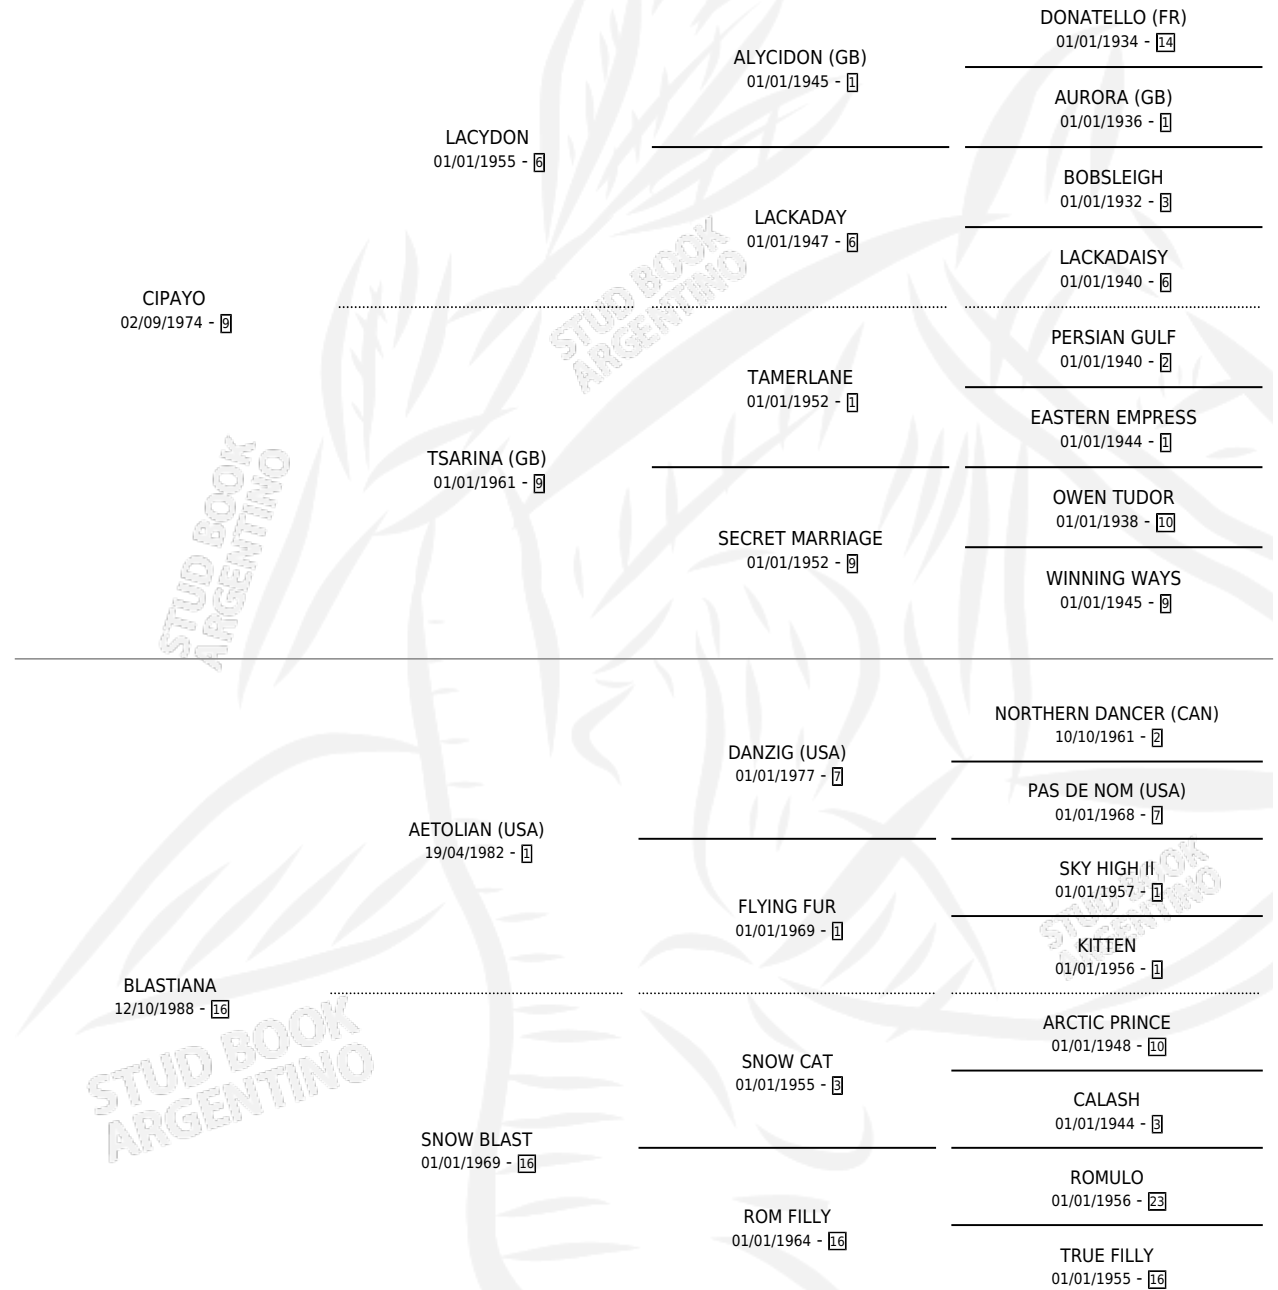 DONATELLO (FR)
01/01/1934 - 14
ALYCIDON (GB)
01/01/1945 - 1
AURORA (GB)
01/01/1936 - 1
LACYDON
01/01/1955 - 6
BOBSLEIGH
01/01/1932 - 3
LACKADAY
01/01/1947 - 6
LACKADAISY
01/01/1940 - 6
CIPAYO
02/09/1974 - 9
PERSIAN GULF
01/01/1940 - 2
TAMERLANE
01/01/1952 - 1
EASTERN EMPRESS
01/01/1944 - 1
TSARINA (GB)
01/01/1961 - 9
OWEN TUDOR
01/01/1938 - 10
SECRET MARRIAGE
01/01/1952 - 9
WINNING WAYS
01/01/1945 - 9
NORTHERN DANCER (CAN)
10/10/1961 - 2
DANZIG (USA)
01/01/1977 - 7
PAS DE NOM (USA)
01/01/1968 - 7
AETOLIAN (USA)
19/04/1982 - 1
SKY HIGH II
01/01/1957 - 1
FLYING FUR
01/01/1969 - 1
KITTEN
01/01/1956 - 1
BLASTIANA
12/10/1988 - 16
ARCTIC PRINCE
01/01/1948 - 10
SNOW CAT
01/01/1955 - 3
CALASH
01/01/1944 - 3
SNOW BLAST
01/01/1969 - 16
ROMULO
01/01/1956 - 23
ROM FILLY
01/01/1964 - 16
TRUE FILLY
01/01/1955 - 16
STUD BOOK
ARGENTINO
STUD BOOK
ARGENTINO
STUD BOOK
ARGENTINO
STUD BOOK
ARGENTINO